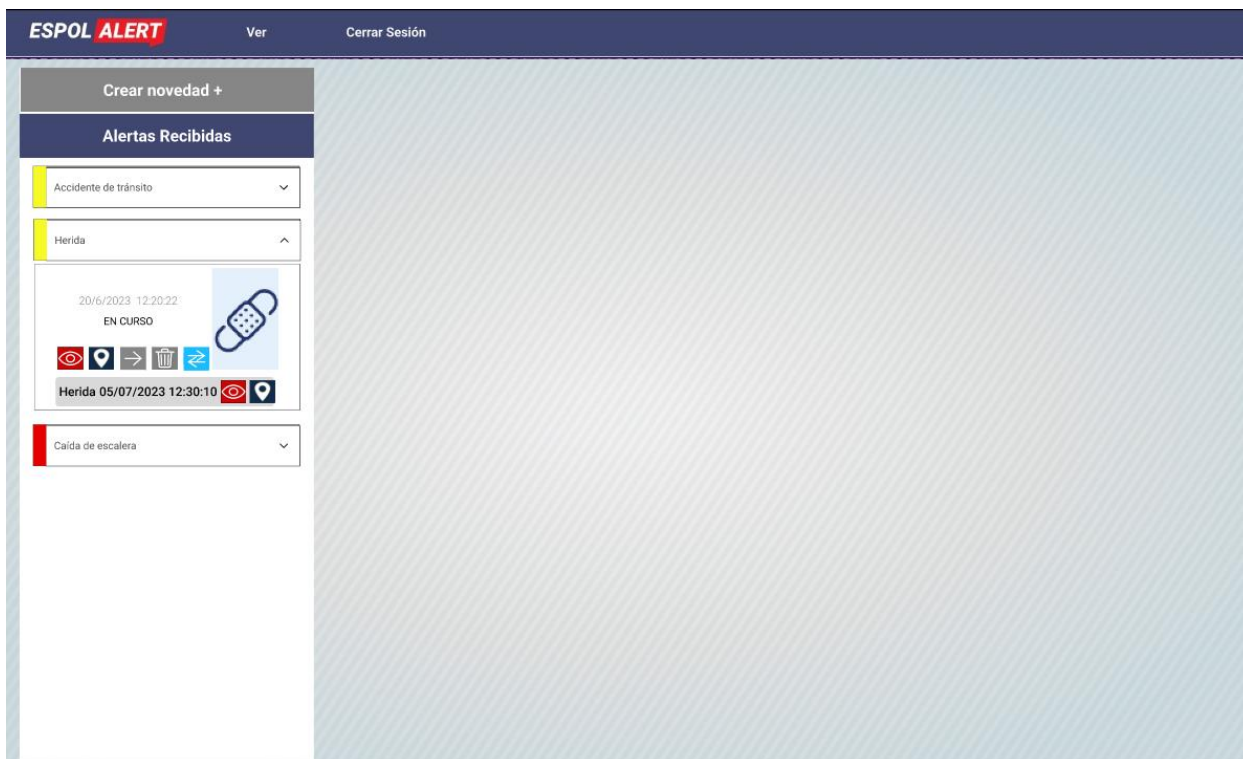 ESPOL ALERT Ver Cerrar Sesión
Crear novedad +
Alertas Recibidas
Accidente de tránsito
Herida
20/6/2023 12:20:22
EN CURSO
Herida 05/07/2023 12:30:10
Caída de escalera